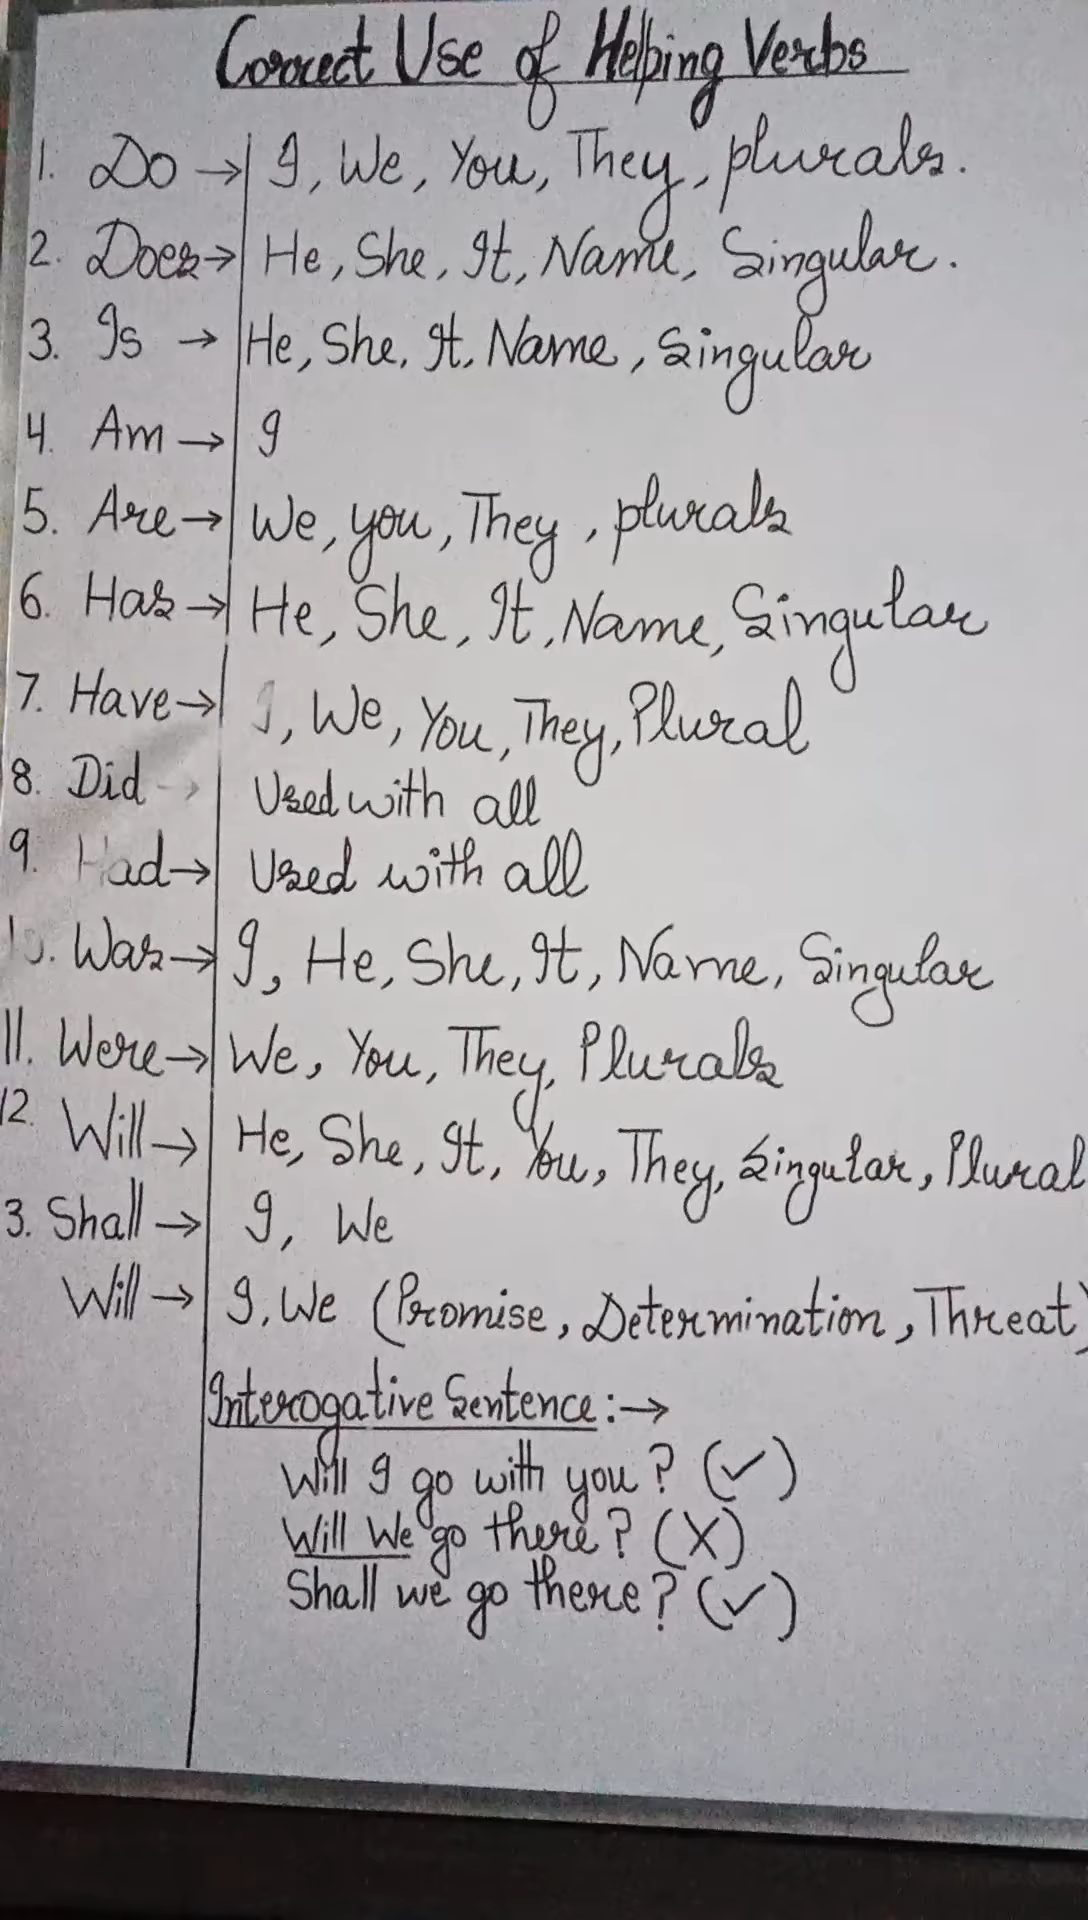 Correct Use of Helping Verbs
1. Do → I, We, You, They, plurals.
2. Does → He, She, It, Name, Singular.
3. Is → He, She, It, Name, Singular
4. Am → I
5. Are → We, you, They, plurals
6. Has → He, She, It, Name, Singular
7. Have → I, We, You, They, Plural
8. Did → Used with all
9. Had → Used with all
10. Was → I, He, She, It, Name, Singular
11. Were → We, You, They, Plurals
12. Will → He, She, It, You, They, Singular, Plural
3. Shall → I, We
Will → I, We (Promise, Determination, Threat)
Interogative Sentence :→
Will I go with you? (✓)
Will We go there? (X)
Shall we go there? (✓)